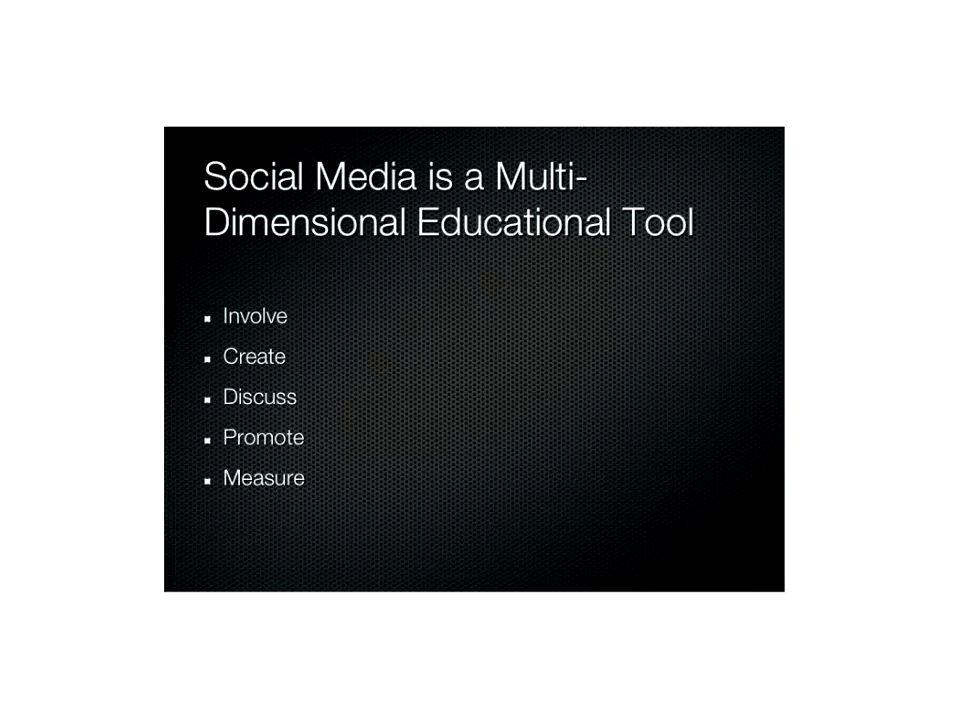 Social Media is a Multi-
Dimensional Educational Tool
Involve
Create
Discuss
Promote
Measure